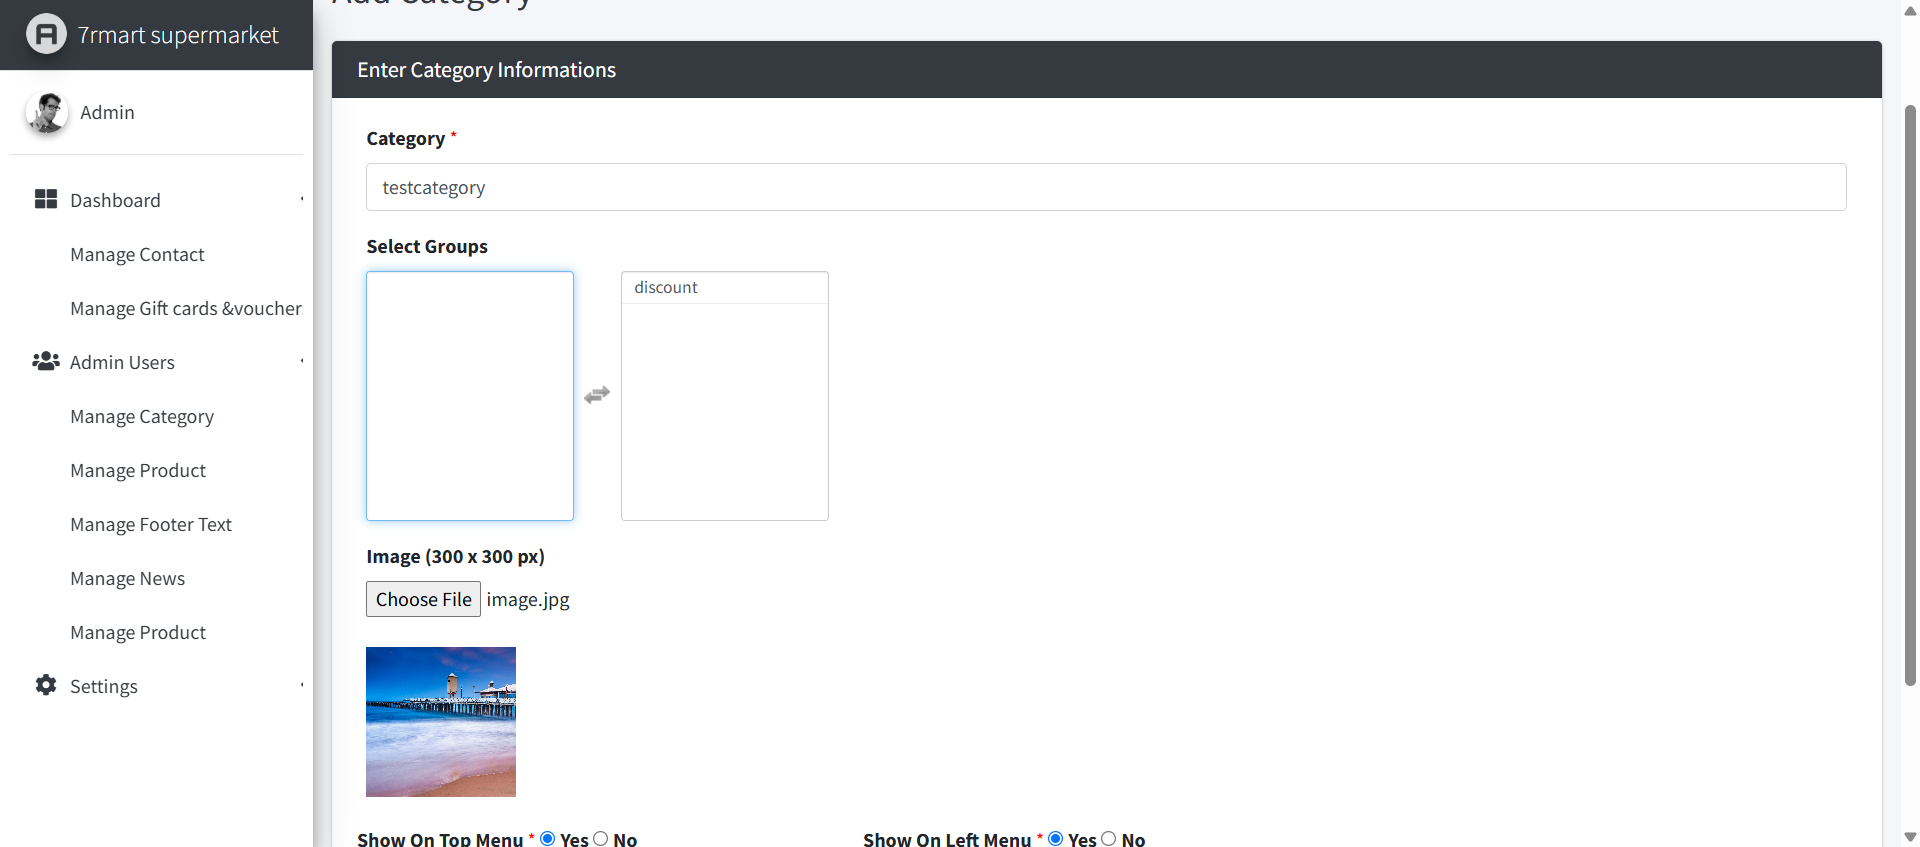 7rmart supermarket
Admin
Dashboard
Manage Contact
Manage Gift cards &voucher
Admin Users
Manage Category
Manage Product
Manage Footer Text
Manage News
Manage Product
Settings
Add Category
Enter Category Informations
Category *
testcategory
Select Groups
discount
Image (300 x 300 px)
Choose File image.jpg
Show On Top Menu * Yes No
Show On Left Menu * Yes No